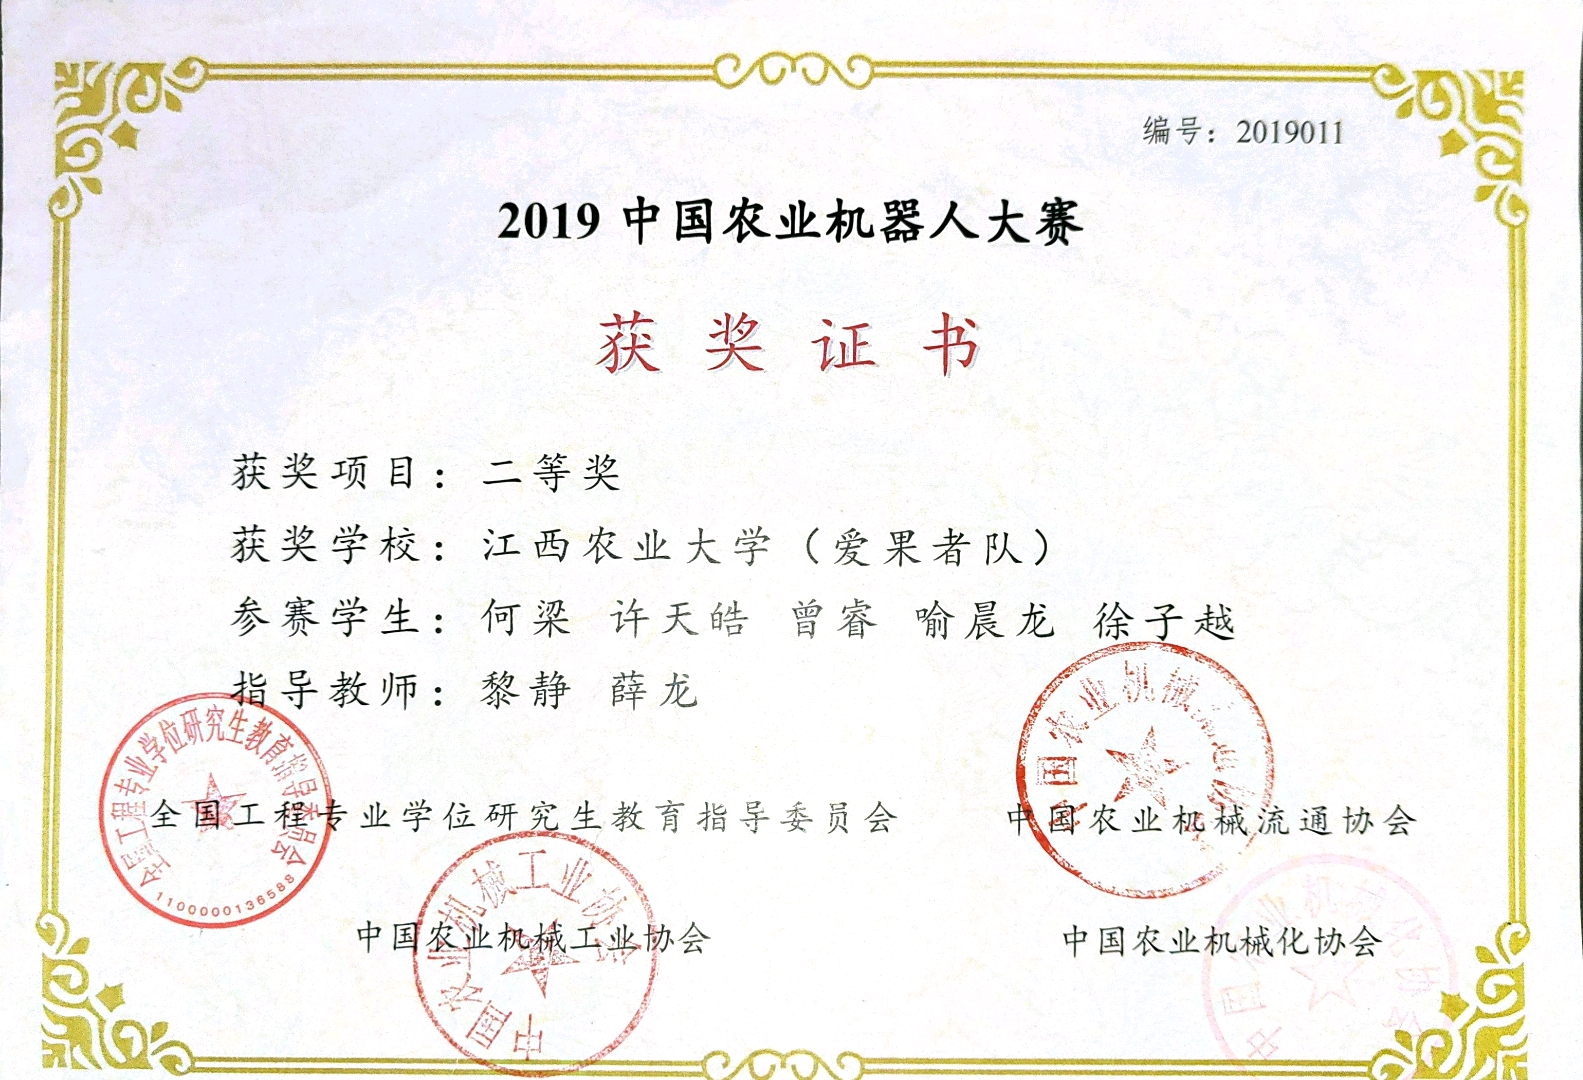 编号：2019011
2019 中国农业机器人大赛
获奖证书
获奖项目：二等奖
获奖学校：江西农业大学（爱果者队）
参赛学生：何梁 许天皓 曾睿 喻晨龙 徐子越
指导教师：黎静 薛龙
全国工程专业学位研究生教育指导委员会
中国农业机械流通协会
中国农业机械工业协会
中国农业机械化协会
全国工程专业学位研究生教育指导委员会
1100000136588
中国农业机械流通协会
中国农业机械工业协会
中国农业机械化协会